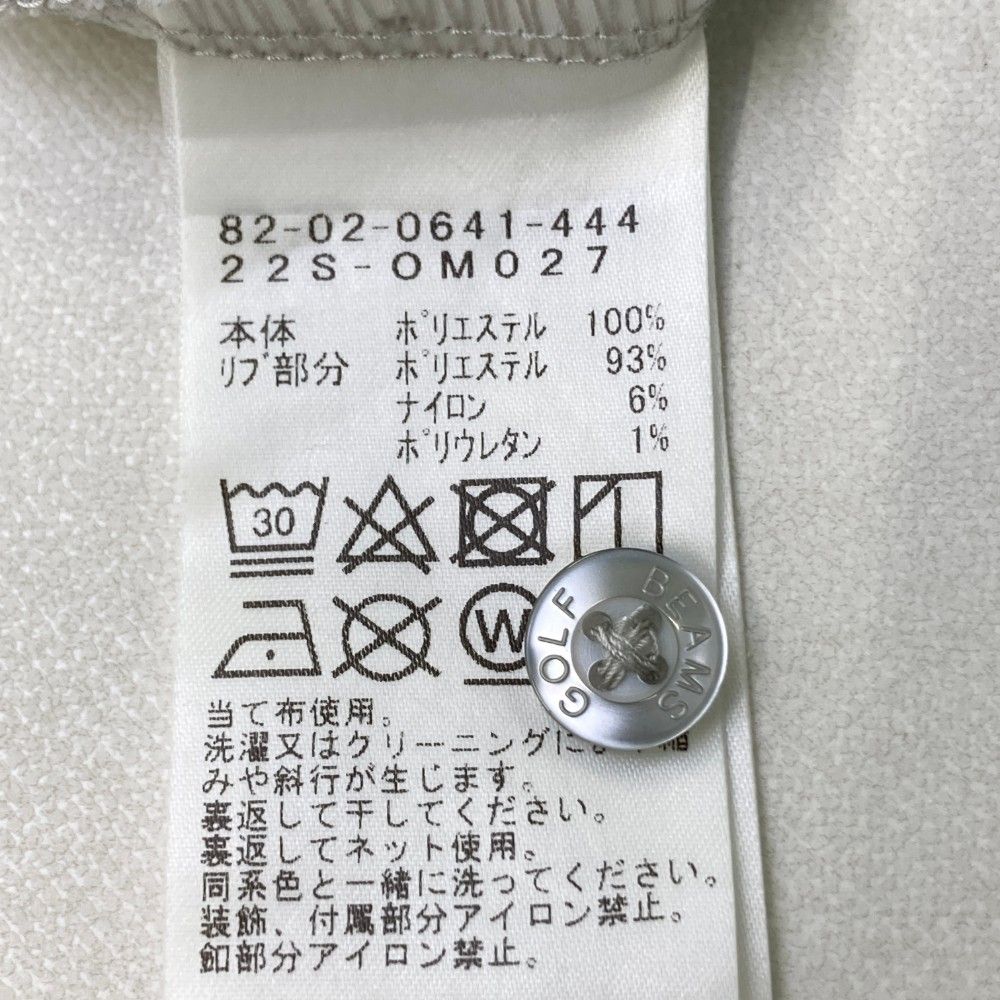 82-02-0641-444
22S-OM027
本体 ポリエステル 100%
リブ部分 ポリエステル 93%
ナイロン 6%
ポリウレタン 1%
30
W
BEAMS GOLF
当て布使用。
洗濯又はクリーニングに
みや斜行が生じます。
裏返して干してください。
裏返してネット使用。
同系色と一緒に洗ってください。
装飾、付属部分アイロン禁止。
釦部分アイロン禁止。